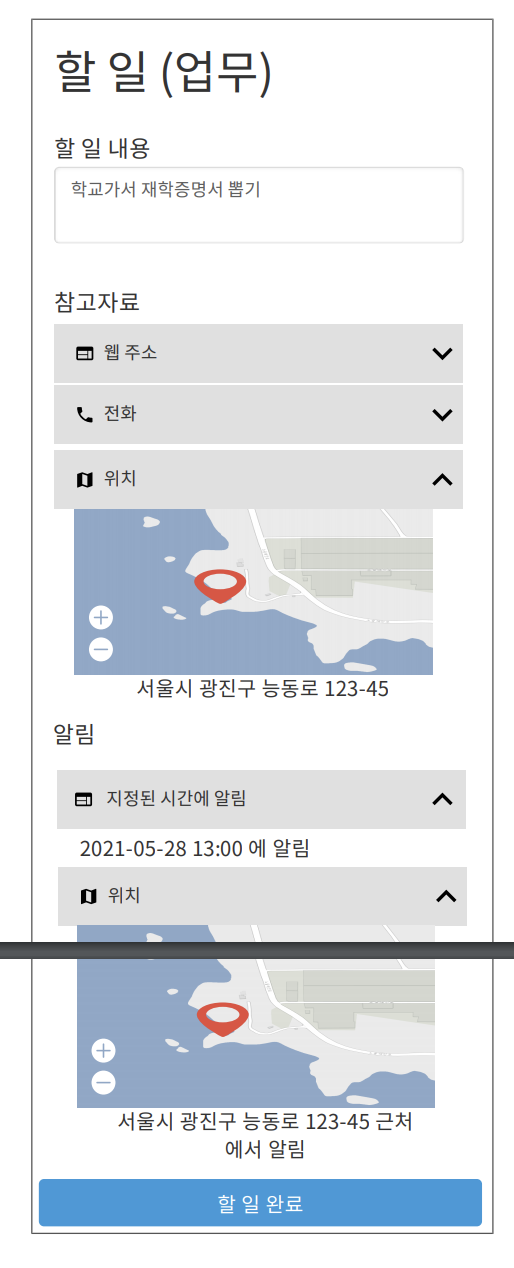 할 일 (업무)
할 일 내용
학교가서 재학증명서 뽑기
참고자료
웹 주소
전화
위치
서울시 광진구 능동로 123-45
알림
지정된 시간에 알림
2021-05-28 13:00 에 알림
위치
서울시 광진구 능동로 123-45 근처
에서 알림
할 일 완료